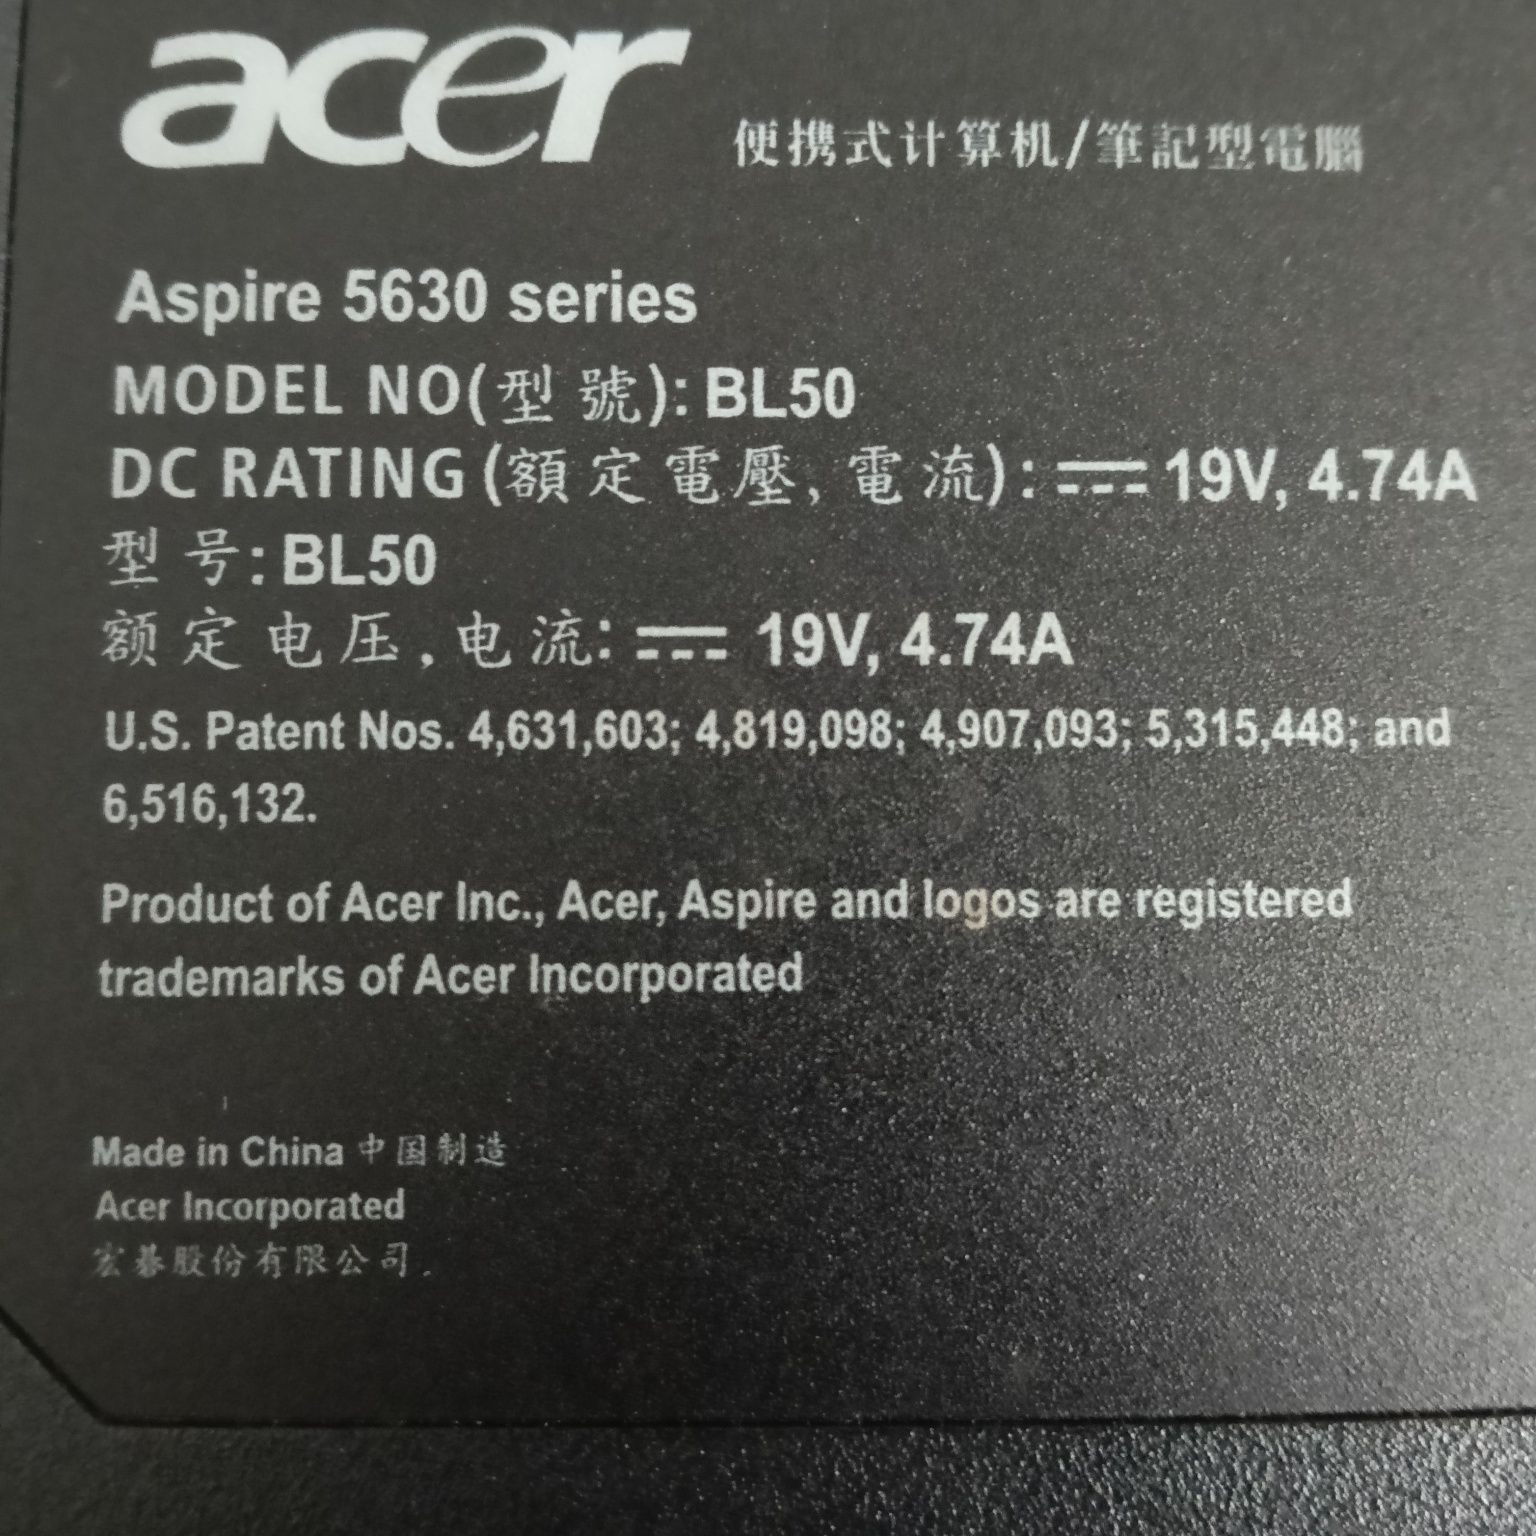 acer
便携式计算机/筆記型電腦
Aspire 5630 series
MODEL NO(型號): BL50
DC RATING (額定電壓, 電流): ⎓ 19V, 4.74A
型号: BL50
额定电压, 电流: ⎓ 19V, 4.74A
U.S. Patent Nos. 4,631,603; 4,819,098; 4,907,093; 5,315,448; and
6,516,132.
Product of Acer Inc., Acer, Aspire and logos are registered
trademarks of Acer Incorporated
Made in China 中国制造
Acer Incorporated
宏碁股份有限公司.